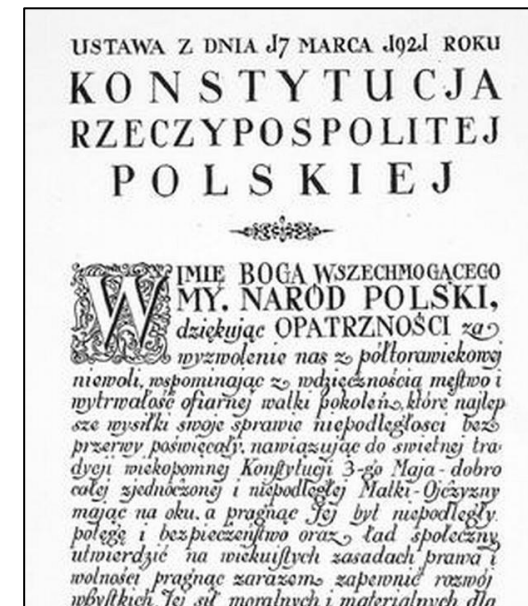 USTAWA Z DNIA 17 MARCA 1921 ROKU
KONSTYTUCJA
RZECZYPOSPOLITEJ
POLSKIEJ
W IMIĘ BOGA WSZECHMOGĄCEGO
MY, NARÓD POLSKI,
dziękując OPATRZNOŚCI za
wyzwolenie nas z półtorawiekowej
niewoli, wspominając z wdzięcznością męstwo i
wytrwałość ofiarnej walki pokoleń, które najlep
sze wysiłki swoje sprawie niepodległosci bez
przerwy poświęcały, nawiązując do swietnej tra-
dycji wiekopomnej Konstytucji 3-go Maja - dobro
całej zjednóczonej i niepodległej Matki-Ojczyzny
mając na oku, a pragnąc Jej byt niepodległy,
potęgę i bezpieczeństwo oraz ład społeczny
utwierdzić na wiekuistych zasadach prawa i
wolności pragnąc zarazem zapewnić rozwój
wszystkich Jej sił moralnych i materjalnych dla